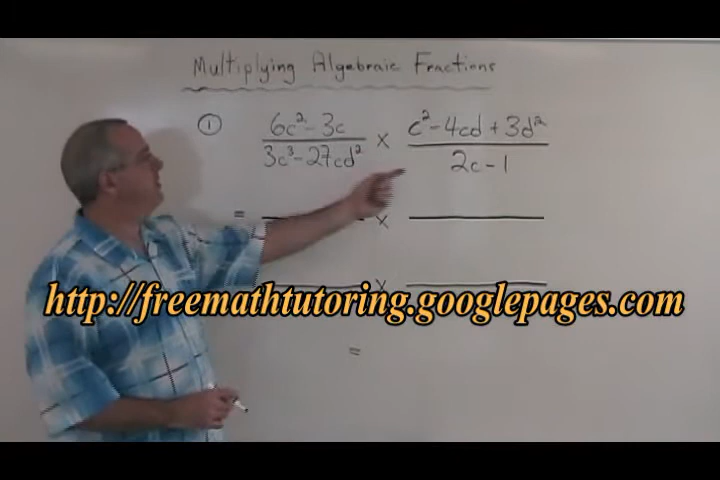 Multiplying Algebraic Fractions
① 6c² - 3c / 3c³ - 27cd² × c² - 4cd + 3d² / 2c - 1
= ×
http://freemathtutoring.googlepages.com
×
=